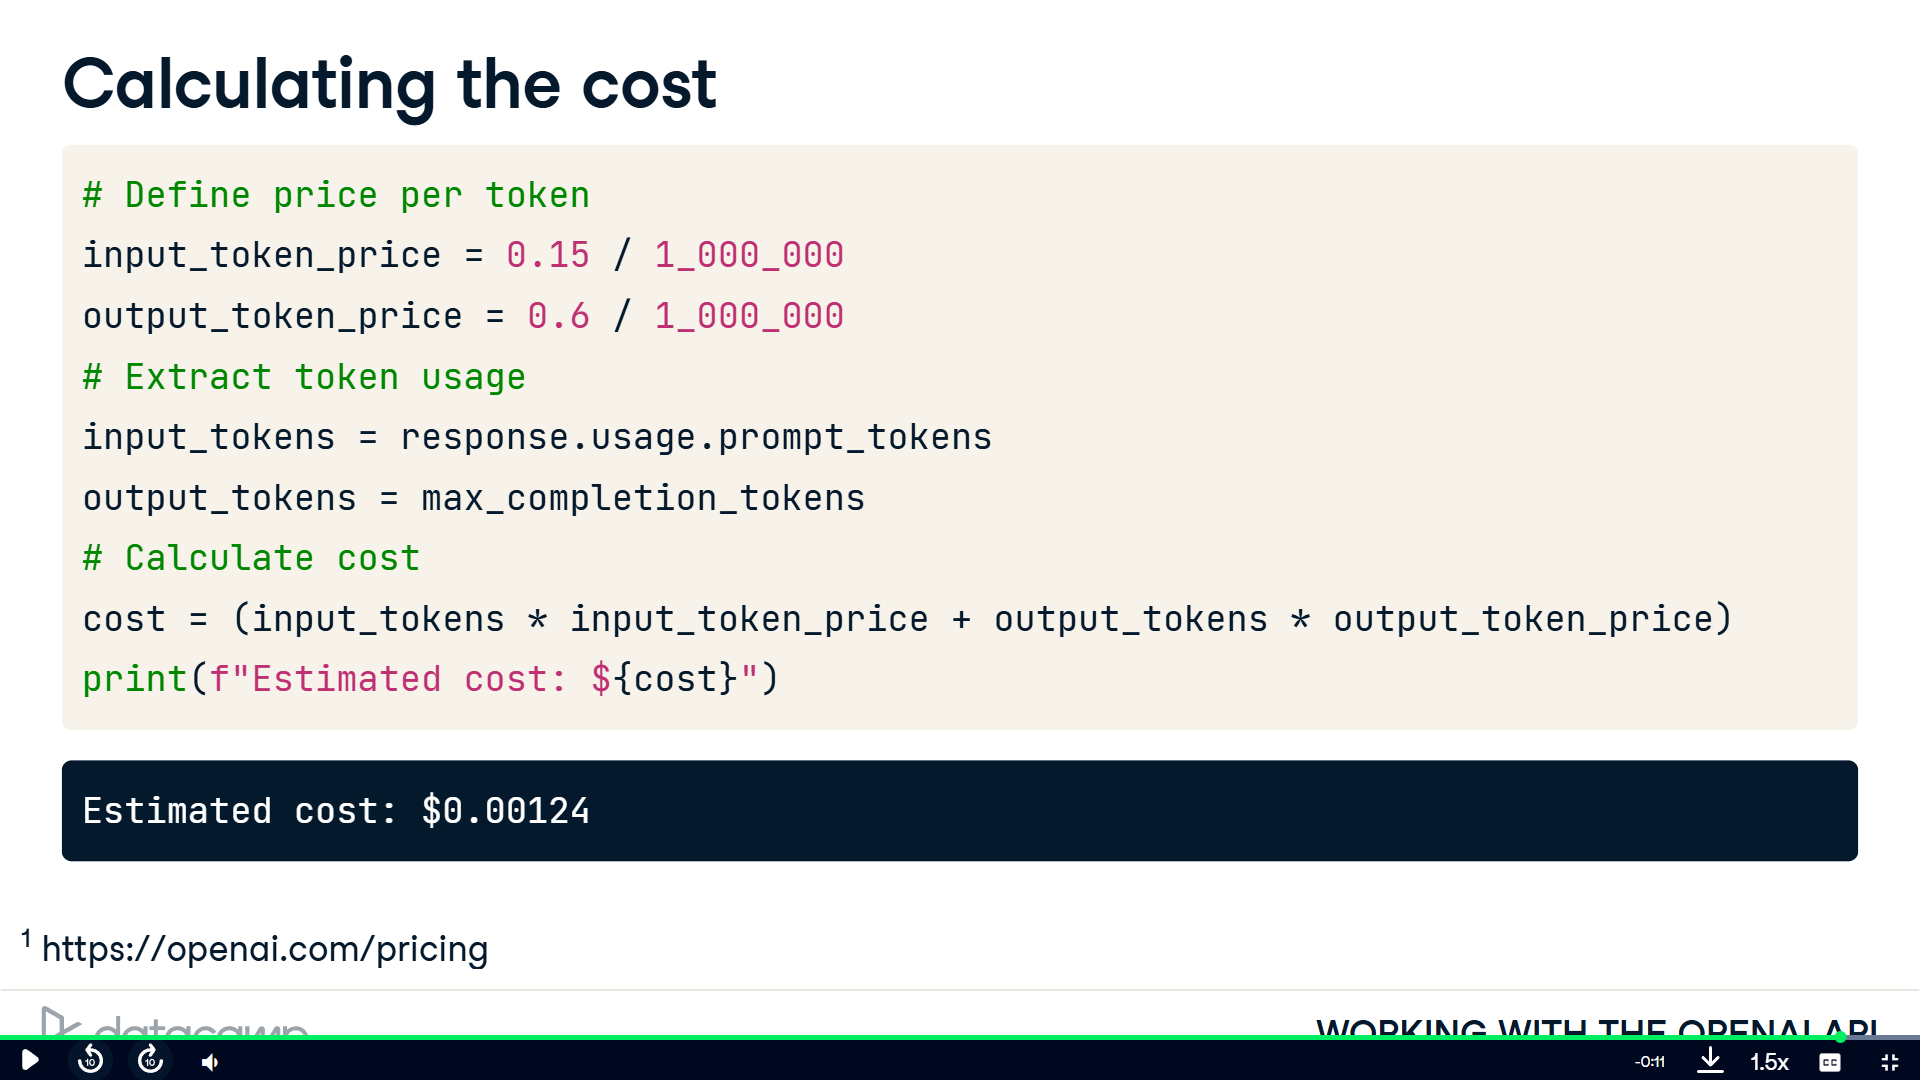 Calculating the cost
# Define price per token
input_token_price = 0.15 / 1_000_000
output_token_price = 0.6 / 1_000_000
# Extract token usage
input_tokens = response.usage.prompt_tokens
output_tokens = max_completion_tokens
# Calculate cost
cost = (input_tokens * input_token_price + output_tokens * output_token_price)
print(f"Estimated cost: ${cost}")
Estimated cost: $0.00124
1 https://openai.com/pricing
datacamp
WORKING WITH THE OPENAI API
10
10
-0:11
1.5x
CC